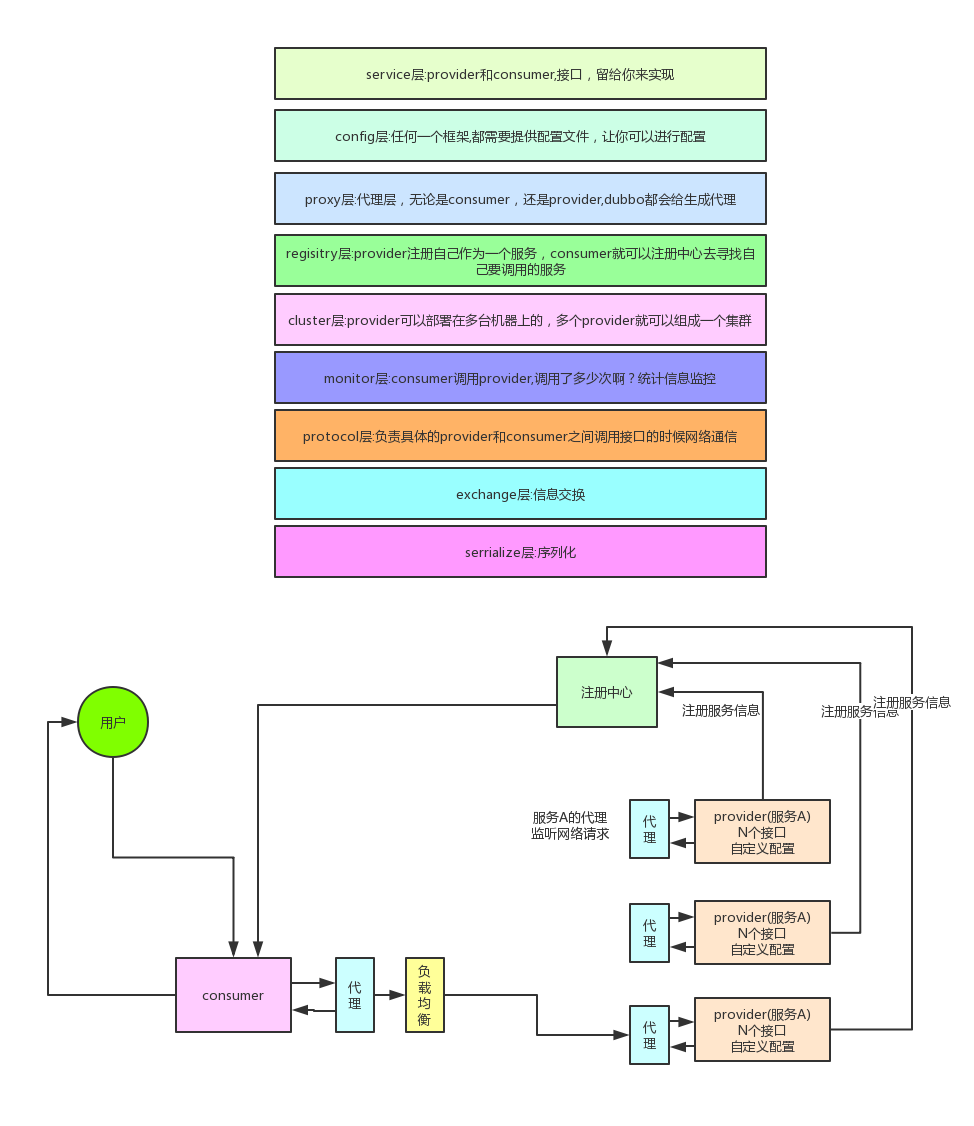 service层:provider和consumer,接口，留给你来实现
config层:任何一个框架,都需要提供配置文件，让你可以进行配置
proxy层:代理层，无论是consumer，还是provider,dubbo都会给生成代理
regisitry层:provider注册自己作为一个服务，consumer就可以注册中心去寻找自
己要调用的服务
cluster层:provider可以部署在多台机器上的，多个provider就可以组成一个集群
monitor层:consumer调用provider,调用了多少次啊？统计信息监控
protocol层:负责具体的provider和consumer之间调用接口的时候网络通信
exchange层:信息交换
serrialize层:序列化
注册中心
用户
注册服务信息
注册服务信息
注册服务信息
服务A的代理
监听网络请求
代
理
provider(服务A)
N个接口
自定义配置
代
理
provider(服务A)
N个接口
自定义配置
consumer
代
理
负
载
均
衡
代
理
provider(服务A)
N个接口
自定义配置